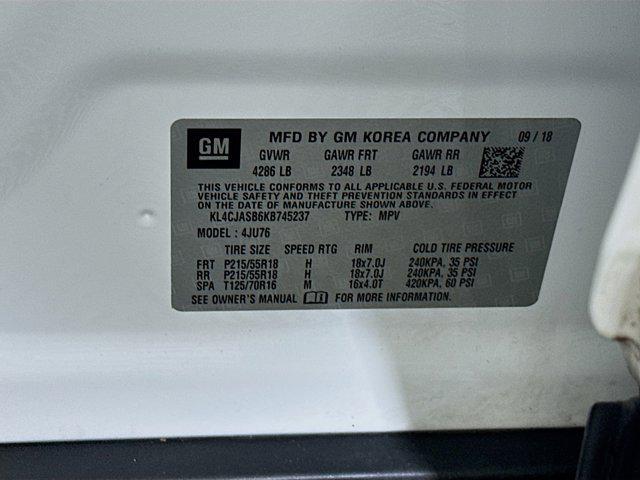 GM MFD BY GM KOREA COMPANY 09 / 18
GVWR GAWR FRT GAWR RR
4286 LB 2348 LB 2194 LB
THIS VEHICLE CONFORMS TO ALL APPLICABLE U.S. FEDERAL MOTOR
VEHICLE SAFETY AND THEFT PREVENTION STANDARDS IN EFFECT
ON THE DATE OF MANUFACTURE SHOWN ABOVE.
KL4CJASB6KB745237 TYPE: MPV
MODEL : 4JU76
TIRE SIZE SPEED RTG RIM COLD TIRE PRESSURE
FRT P215/55R18 H 18x7.0J 240KPA, 35 PSI
RR P215/55R18 H 18x7.0J 240KPA, 35 PSI
SPA T125/70R16 M 16x4.0T 420KPA, 60 PSI
SEE OWNER'S MANUAL FOR MORE INFORMATION.